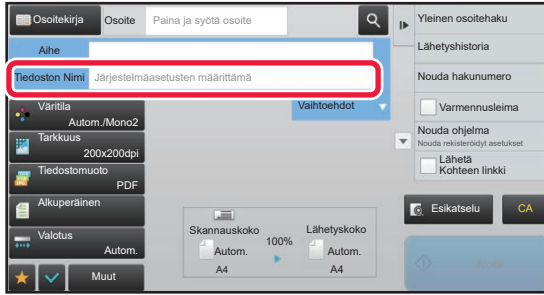 Osoitekirja
Osoite
Paina ja syötä osoite
Yleinen osoitehaku
Aihe
Lähetyshistoria
Tiedoston Nimi
Järjestelmäasetusten määrittämä
Nouda hakunumero
Väritila
Autom./Mono2
Vaihtoehdot
Varmennusleima
Tarkkuus
200x200dpi
Nouda ohjelma
Nouda rekisteröidyt asetukset
Lähetä
Kohteen linkki
Tiedostomuoto
PDF
Alkuperäinen
Skannauskoko
Autom.
A4
100%
Lähetyskoko
Autom.
A4
Esikatselu
CA
Valotus
Autom.
Muut